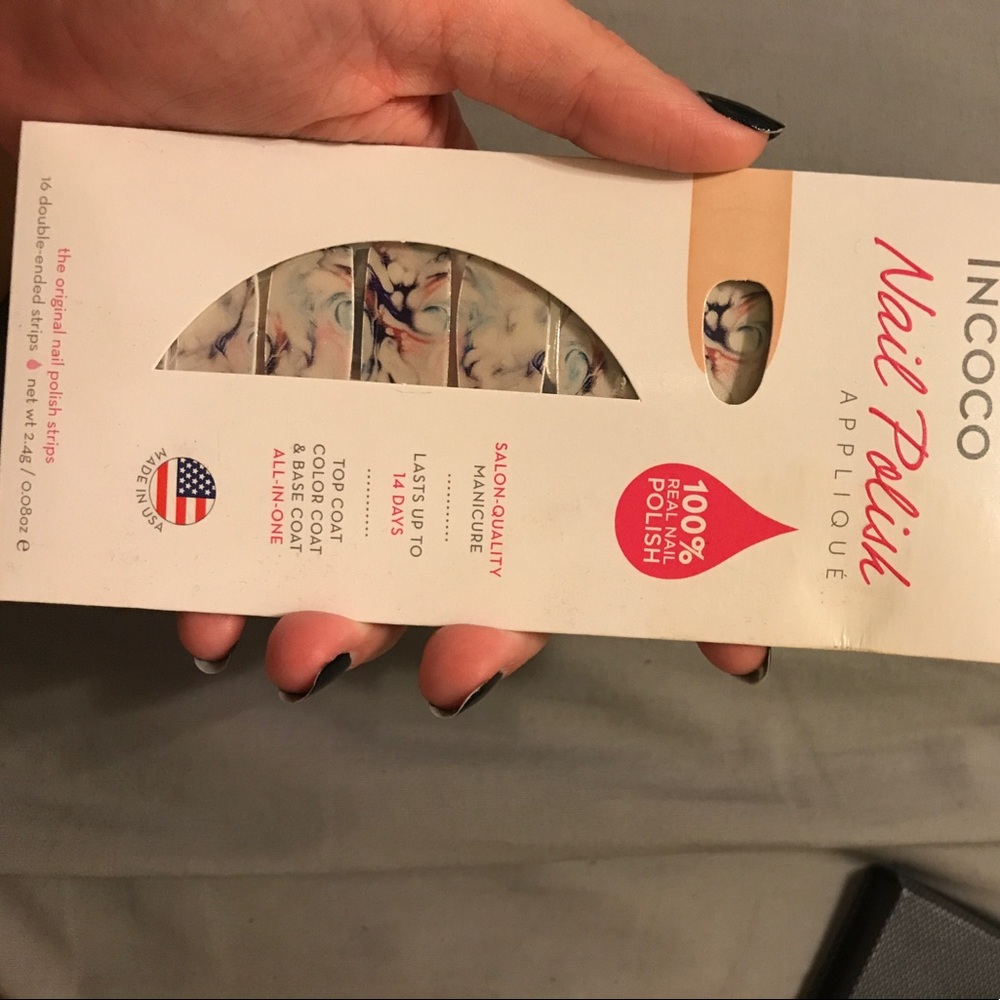 INCOCO
Nail Polish
APPLIQUÉ
100%
REAL NAIL
POLISH
SALON-QUALITY
MANICURE
LASTS UP TO
14 DAYS
TOP COAT
COLOR COAT
& BASE COAT
ALL-IN-ONE
MADE IN USA
the original nail polish strips
16 double-ended strips net wt 2.4g / 0.08oz e